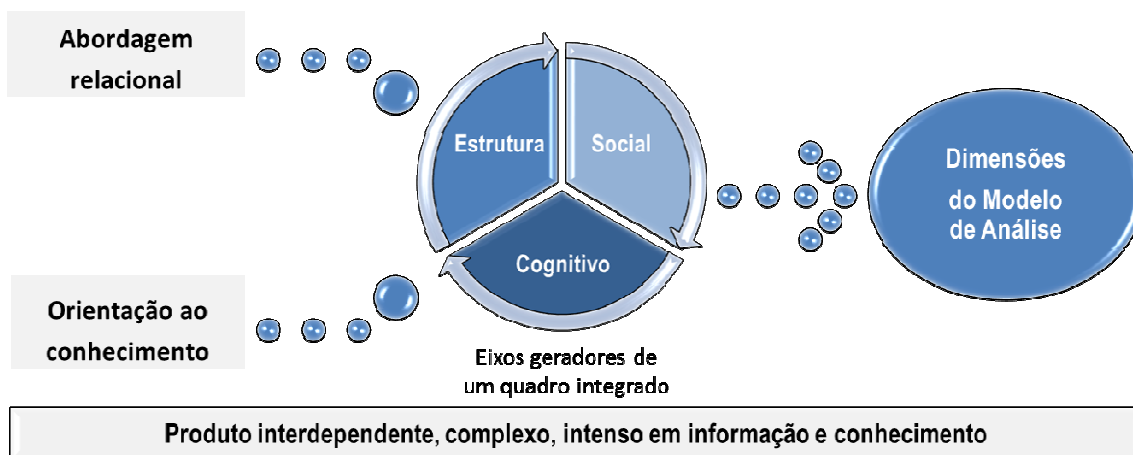 Abordagem
relacional
Orientação ao
conhecimento
Estrutura
Social
Cognitivo
Eixos geradores de
um quadro integrado
Dimensões
do Modelo
de Análise
Produto interdependente, complexo, intenso em informação e conhecimento